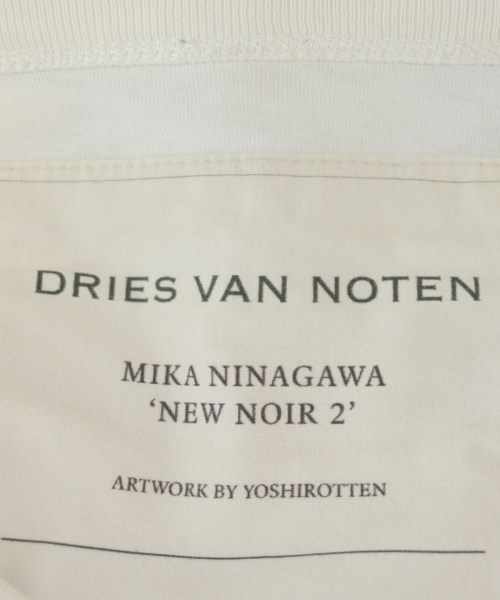 DRIES VAN NOTEN
MIKA NINAGAWA
‘NEW NOIR 2’
ARTWORK BY YOSHIROTTEN